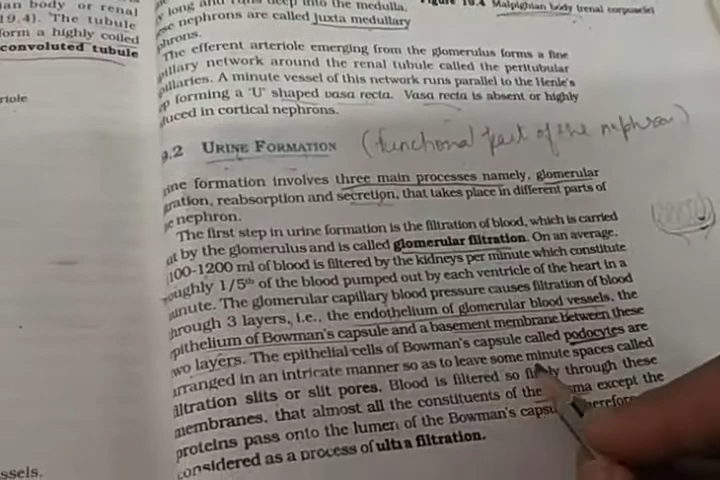 an body or renal
19.4). The tubule
form a highly coiled
convoluted tubule
long and runs deep into the medulla.
nephrons are called juxta medullary
Malpighian body (renal corpuscle)
The efferent arteriole emerging from the glomerulus forms a fine
network around the renal tubule called the peritubular
A minute vessel of this network runs parallel to the Henle's
forming a 'U' shaped vasa recta. Vasa recta is absent or highly
duced in cortical nephrons.
9.2 URINE FORMATION (functional part of the nephron)
rine formation involves three main processes namely, glomerular
ration, reabsorption and secretion, that takes place in different parts of
nephron.
The first step in urine formation is the filtration of blood, which is carried
ut by the glomerulus and is called glomerular filtration. On an average,
100-1200 ml of blood is filtered by the kidneys per minute which constitute
oughly 1/5th of the blood pumped out by each ventricle of the heart in a
inute. The glomerular capillary blood pressure causes filtration of blood
hrough 3 layers, i.e., the endothelium of glomerular blood vessels, the
pithelium of Bowman's capsule and a basement membrane between these
wo layers. The epithelial cells of Bowman's capsule called podocytes are
rranged in an intricate manner so as to leave some minute spaces called
iltration slits or slit pores. Blood is filtered so finely through these
membranes, that almost all the constituents of the sma except the
proteins pass onto the lumen of the Bowman's capsu herefore
considered as a process of ultra filtration.
ssels.